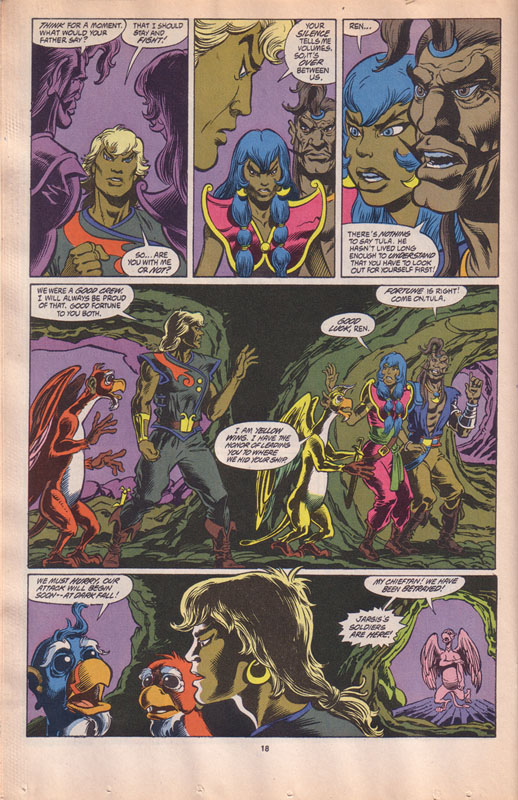 THINK FOR A MOMENT.
WHAT WOULD YOUR
FATHER SAY?
THAT I SHOULD
STAY AND
FIGHT!
SO... ARE
YOU WITH ME
OR NOT?
YOUR
SILENCE
TELLS ME
VOLUMES.
SO, IT'S
OVER
BETWEEN
US.
REN...
THERE'S NOTHING
TO SAY TULA. HE
HASN'T LIVED LONG
ENOUGH TO UNDERSTAND
THAT YOU HAVE TO LOOK
OUT FOR YOURSELF FIRST!
WE WERE A GOOD CREW.
I WILL ALWAYS BE PROUD
OF THAT. GOOD FORTUNE
TO YOU BOTH.
GOOD
LUCK, REN.
FORTUNE IS RIGHT!
COME ON, TULA.
I AM YELLOW
WING. I HAVE THE
HONOR OF LEADING
YOU TO WHERE
WE HID YOUR SHIP.
WE MUST HURRY. OUR
ATTACK WILL BEGIN
SOON--AT DARK FALL!
MY CHIEFTAN! WE HAVE
BEEN BETRAYED!
JARSIS'S
SOLDIERS
ARE HERE!
18